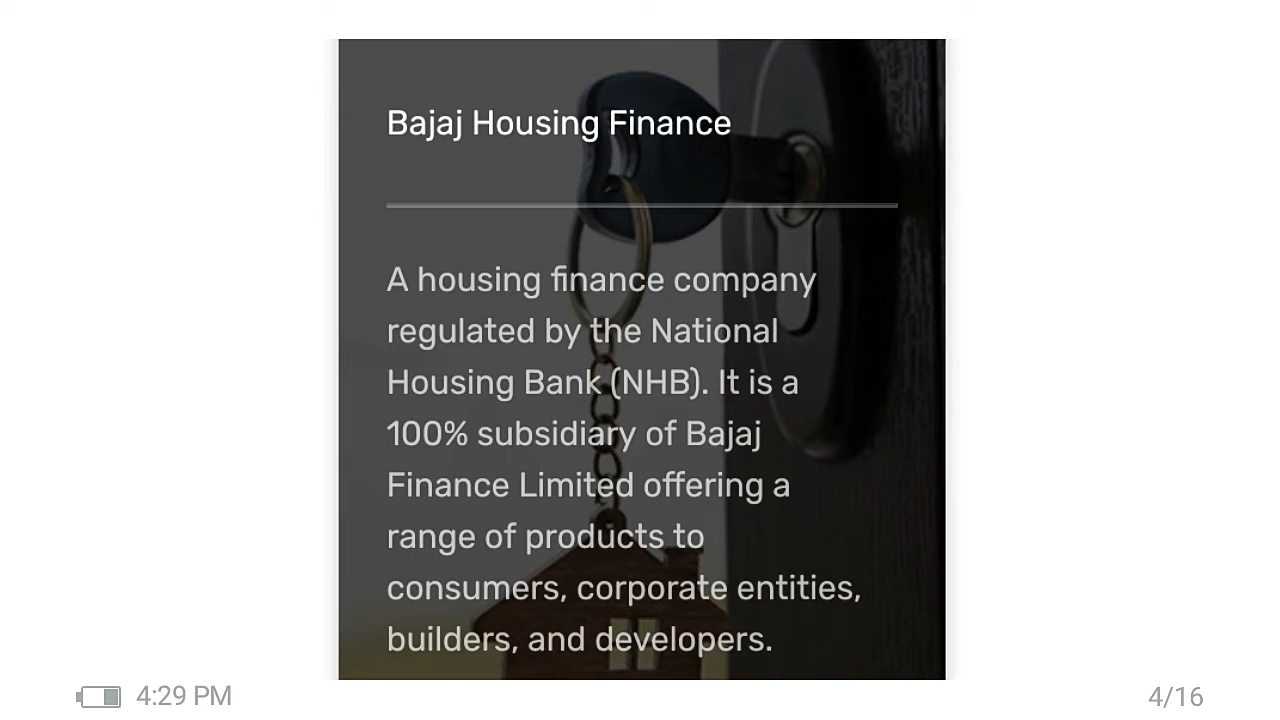 Bajaj Housing Finance
A housing finance company
regulated by the National
Housing Bank (NHB). It is a
100% subsidiary of Bajaj
Finance Limited offering a
range of products to
consumers, corporate entities,
builders, and developers.
4:29 PM
4/16